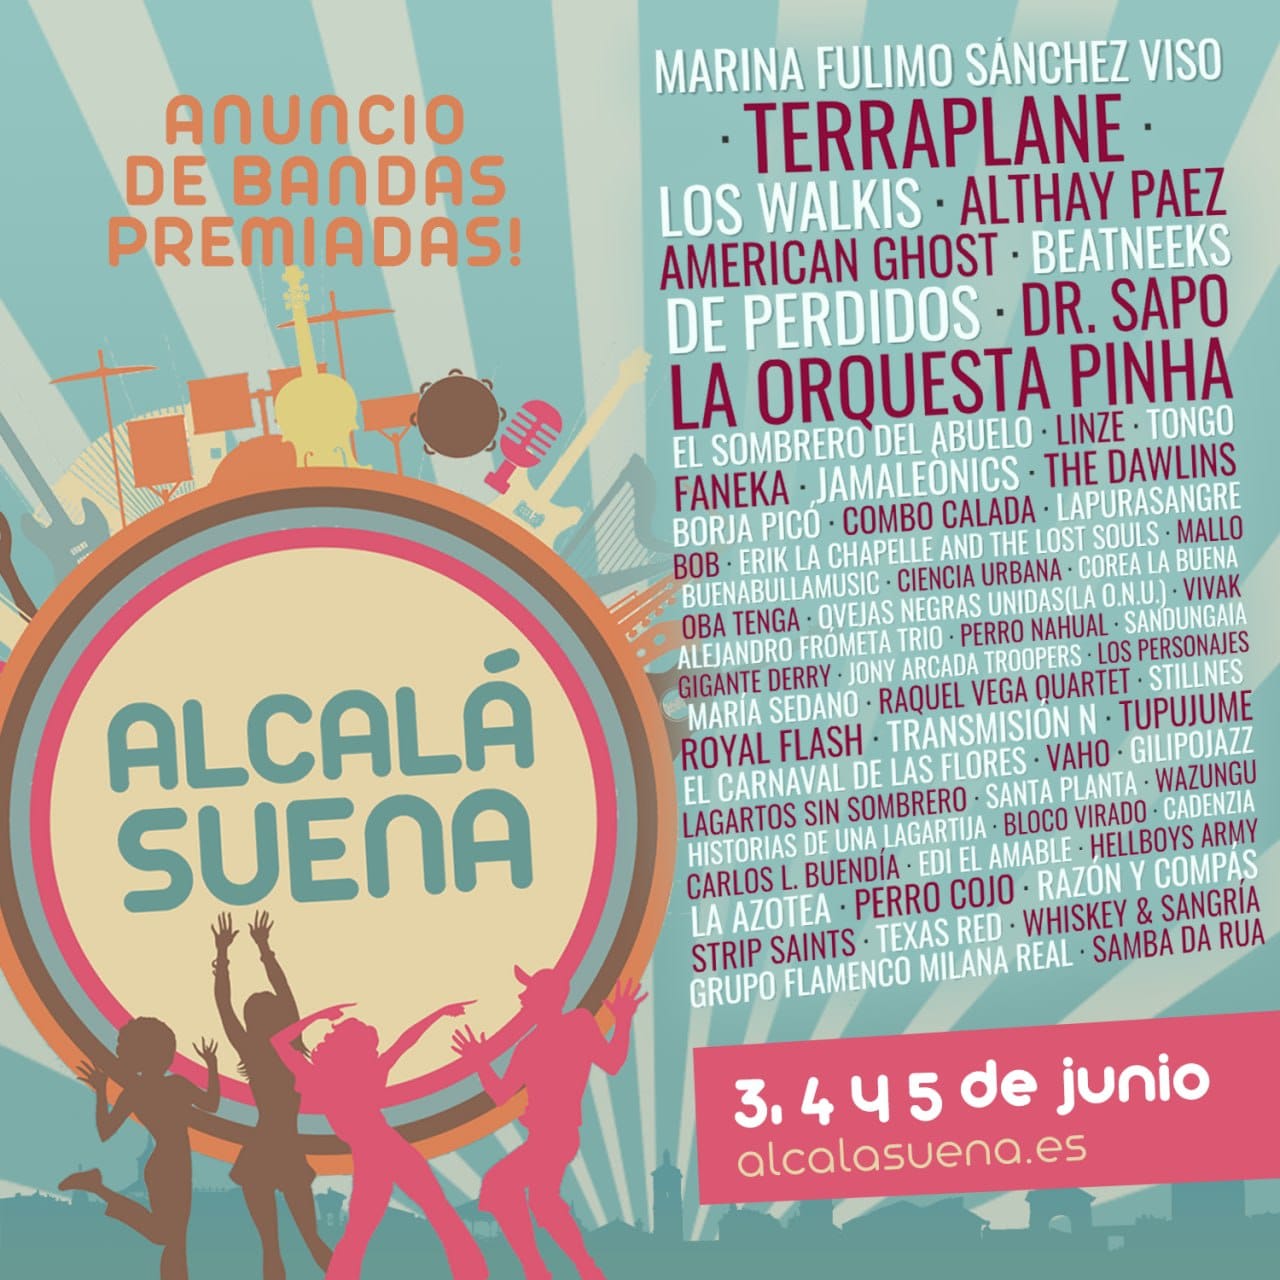 ANUNCIO
DE BANDAS
PREMIADAS!
ALCALÁ
SUENA
MARINA FULIMO SÁNCHEZ VISO
· TERRAPLANE ·
LOS WALKIS · ALTHAY PAEZ
AMERICAN GHOST · BEATNEEKS
DE PERDIDOS · DR. SAPO
LA ORQUESTA PINHA
EL SOMBRERO DEL ABUELO · LINZE · TONGO
FANEKA · JAMALEÓNICS · THE DAWLINS
BORJA PICÓ · COMBO CALADA · LAPURASANGRE
BOB · ERIK LA CHAPELLE AND THE LOST SOULS · MALLO
BUENABULLAMUSIC · CIENCIA URBANA · COREA LA BUENA
OBA TENGA · OVEJAS NEGRAS UNIDAS(LA O.N.U.) · VIVAK
ALEJANDRO FRÓMETA TRIO · PERRO NAHUAL · SANDUNGAIA
GIGANTE DERRY · JONY ARCADA TROOPERS · LOS PERSONAJES
MARÍA SEDANO · RAQUEL VEGA QUARTET · STILLNES
ROYAL FLASH · TRANSMISIÓN N · TUPUJUME
EL CARNAVAL DE LAS FLORES · VAHO · GILIPOJAZZ
LAGARTOS SIN SOMBRERO · SANTA PLANTA · WAZUNGU
HISTORIAS DE UNA LAGARTIJA · BLOCO VIRADO · CADENZIA
CARLOS L. BUENDÍA · EDI EL AMABLE · HELLBOYS ARMY
LA AZOTEA · PERRO COJO · RAZÓN Y COMPÁS
STRIP SAINTS · TEXAS RED · WHISKEY & SANGRÍA
GRUPO FLAMENCO MILANA REAL · SAMBA DA RUA
3, 4 y 5 de junio
alcalasuena.es